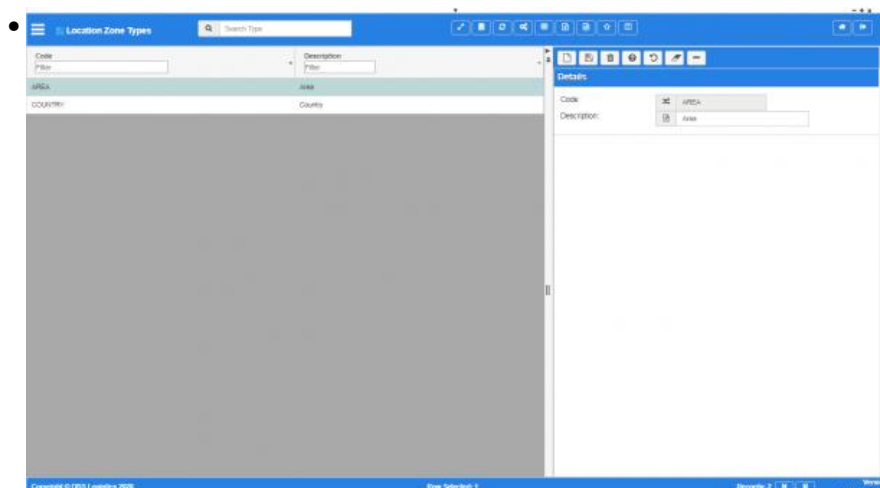 Location Zone Types
Search Type
Code
Description
Filter
Filter
Details
AREA
Area
COUNTRY
Country
Code
AREA
Description:
Area
Row Selected: 1
Records: 2